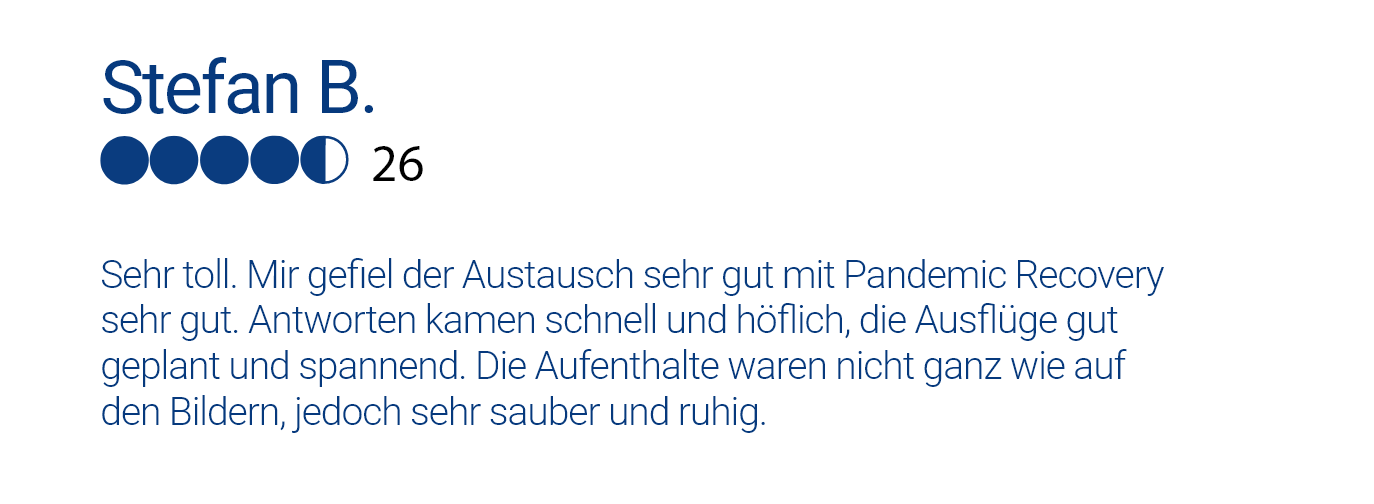 Stefan B.
26
Sehr toll. Mir gefiel der Austausch sehr gut mit Pandemic Recovery
sehr gut. Antworten kamen schnell und höflich, die Ausflüge gut
geplant und spannend. Die Aufenthalte waren nicht ganz wie auf
den Bildern, jedoch sehr sauber und ruhig.